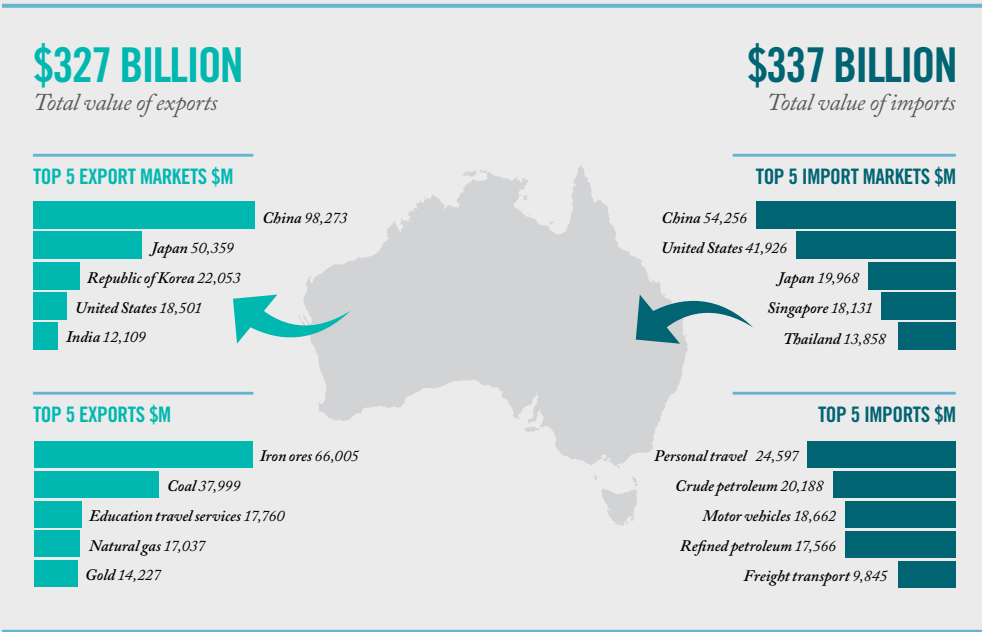 $327 BILLION
Total value of exports
TOP 5 EXPORT MARKETS $M
China 98,273
Japan 50,359
Republic of Korea 22,053
United States 18,501
India 12,109
TOP 5 EXPORTS $M
Iron ores 66,005
Coal 37,999
Education travel services 17,760
Natural gas 17,037
Gold 14,227
$337 BILLION
Total value of imports
TOP 5 IMPORT MARKETS $M
China 54,256
United States 41,926
Japan 19,968
Singapore 18,131
Thailand 13,858
TOP 5 IMPORTS $M
Personal travel 24,597
Crude petroleum 20,188
Motor vehicles 18,662
Refined petroleum 17,566
Freight transport 9,845